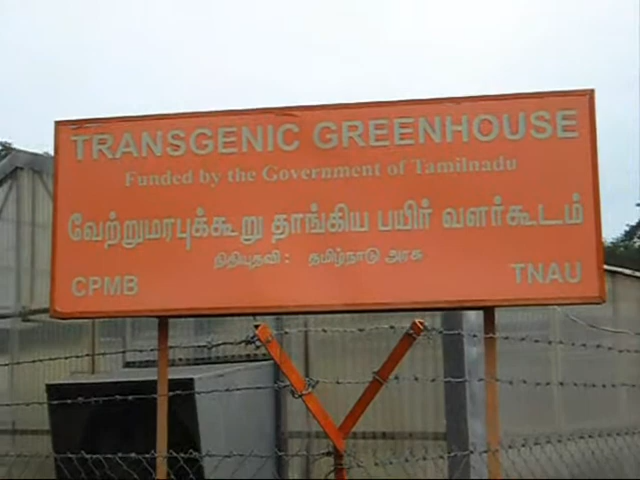 TRANSGENIC GREENHOUSE
Funded by the Government of Tamilnadu
வேற்றுமரபுக்கூறு தாங்கிய பயிர் வளர்கூடம்
நிதியுதவி : தமிழ்நாடு அரசு
CPMB TNAU